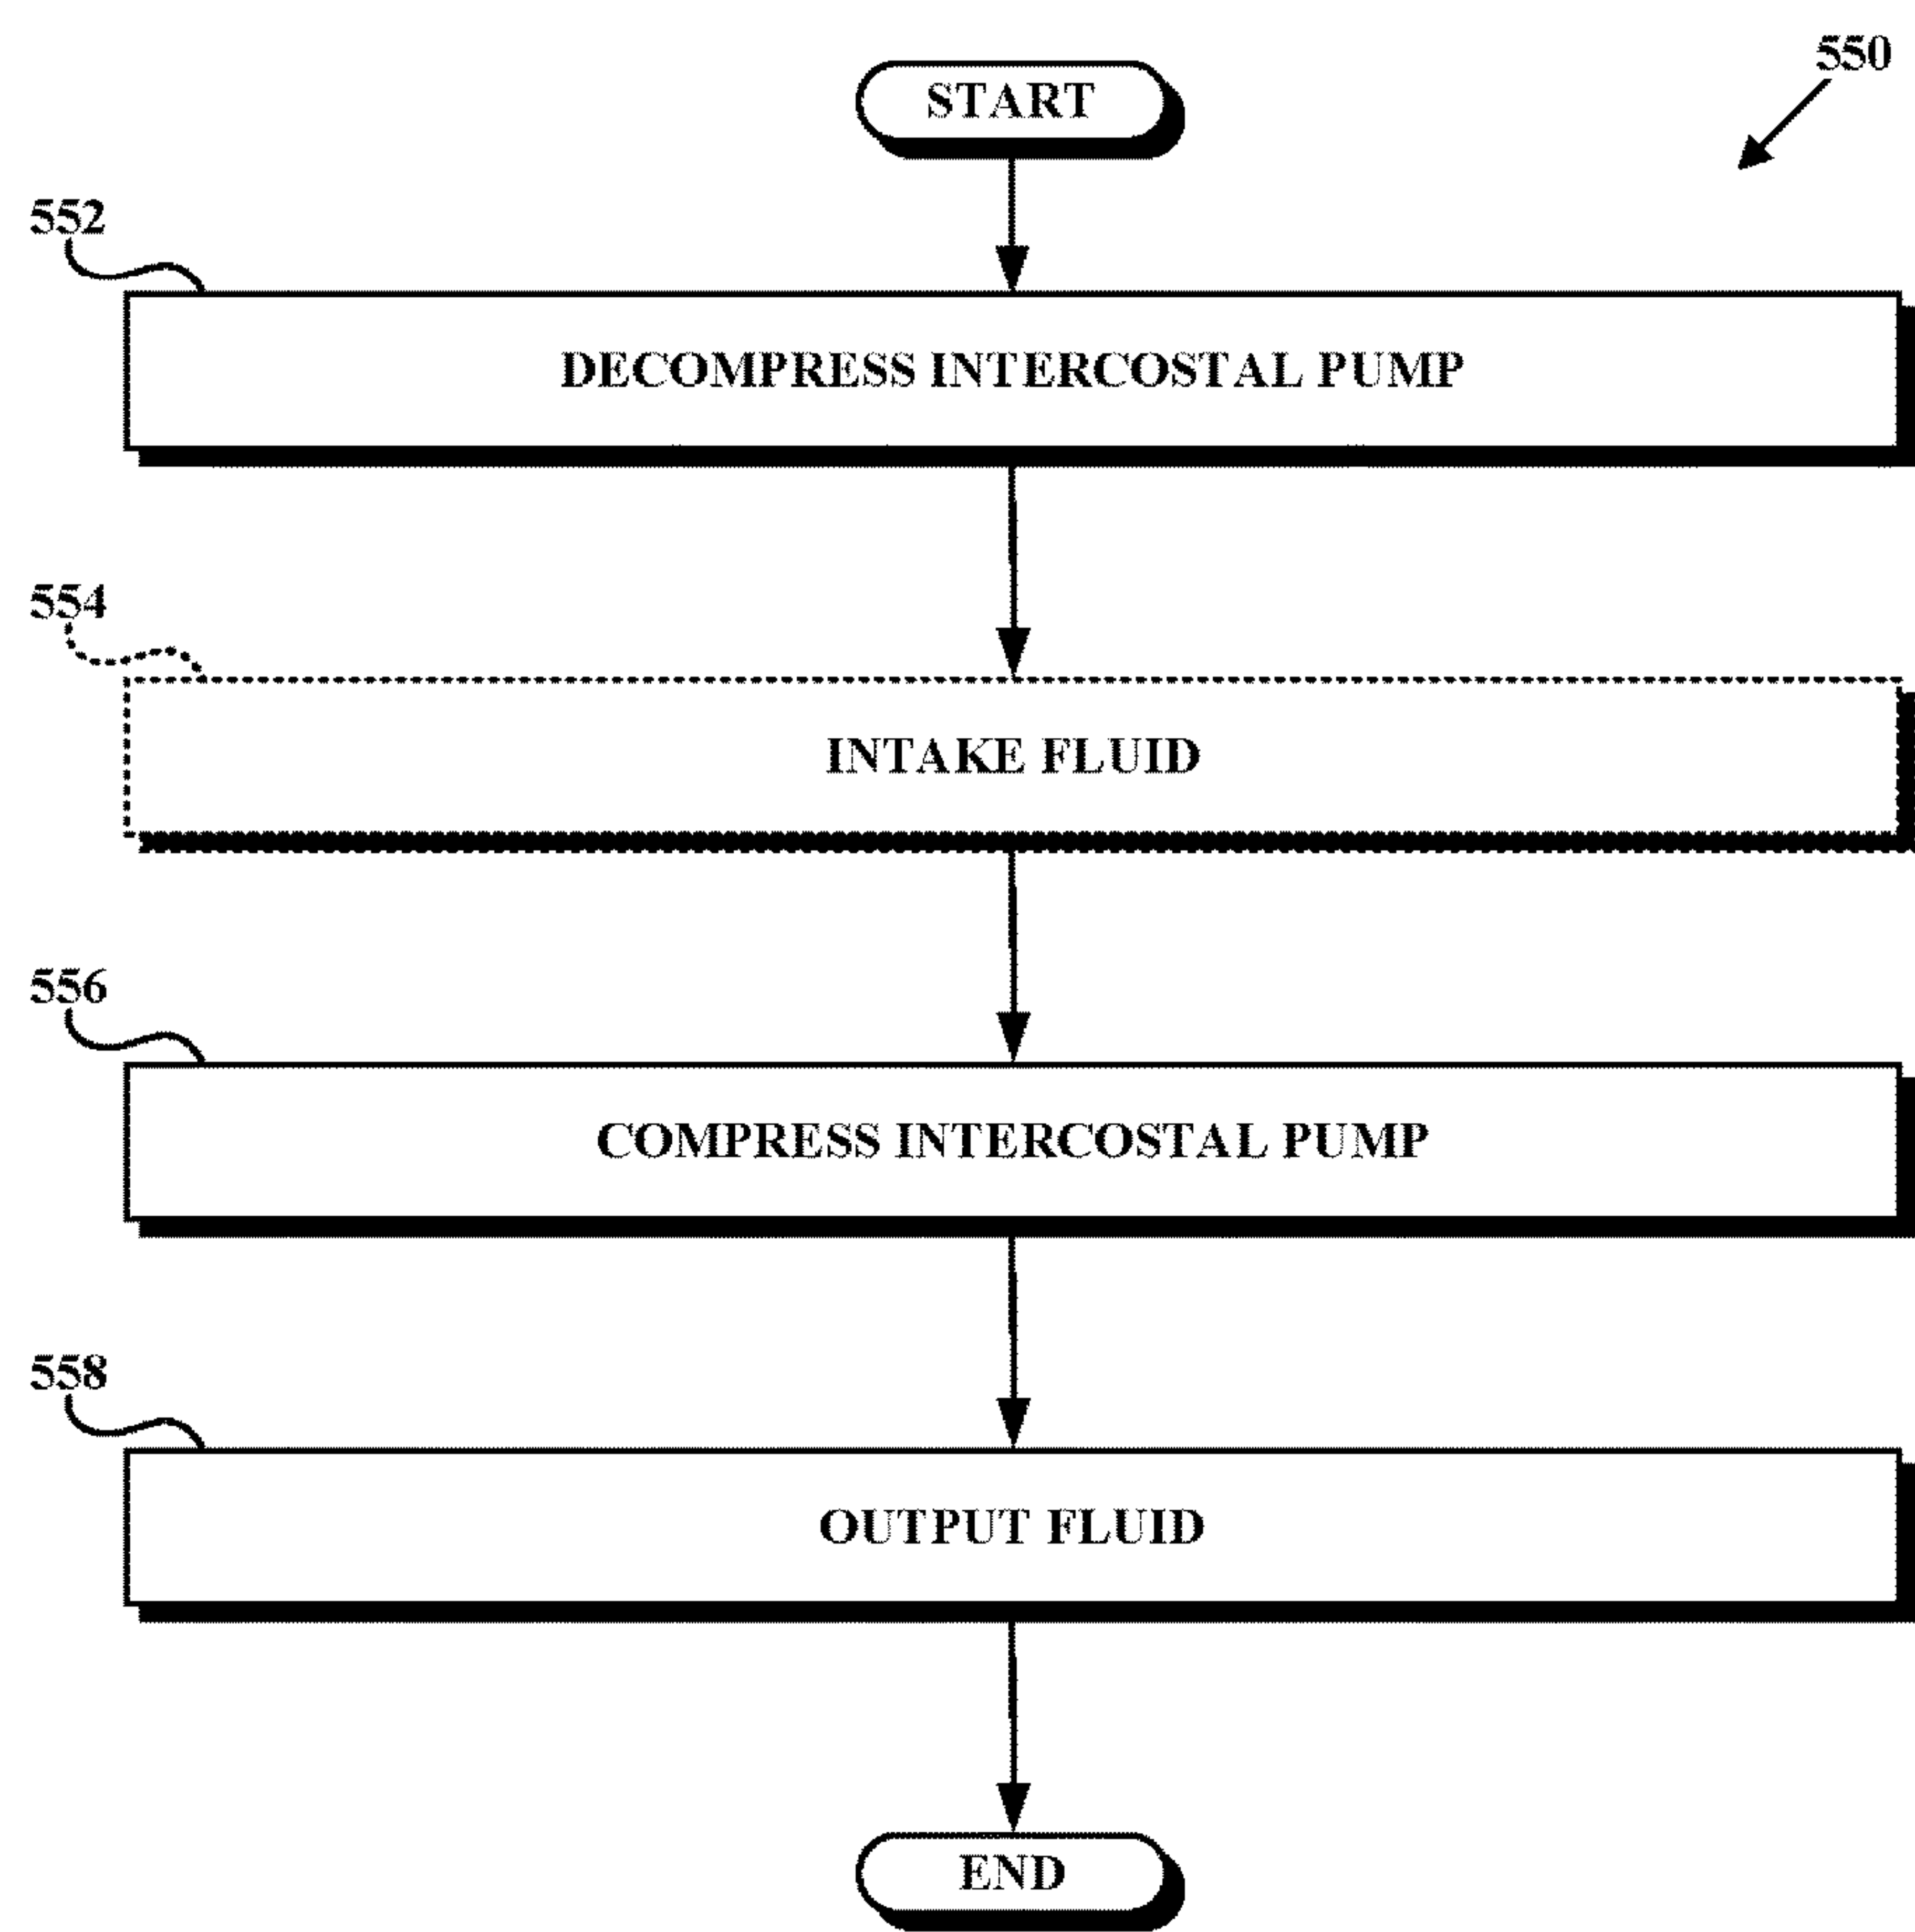 START
550
552
DECOMPRESS INTERCOSTAL PUMP
554
INTAKE FLUID
556
COMPRESS INTERCOSTAL PUMP
558
OUTPUT FLUID
END